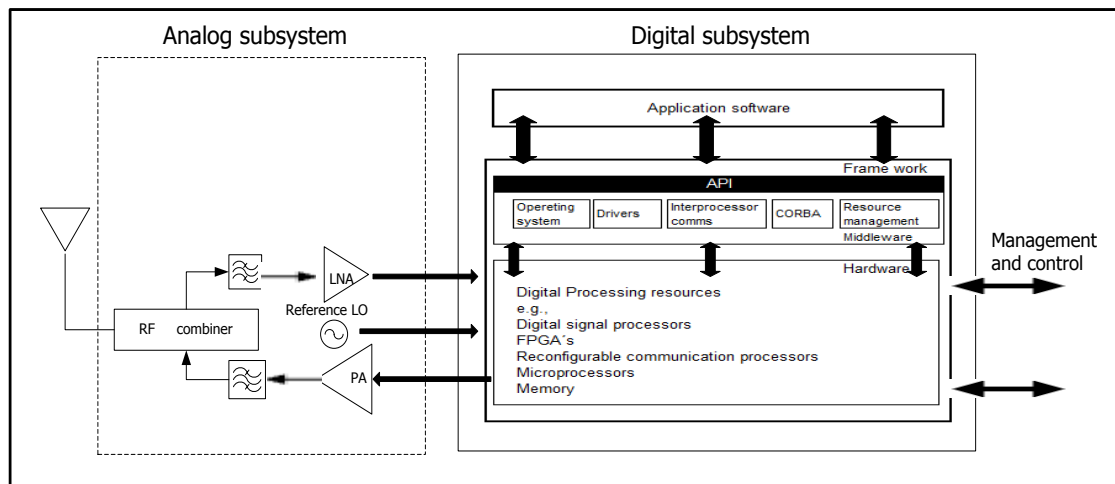 Analog subsystem
Digital subsystem
Application software
Frame work
API
Operating
system
Drivers
Interprocessor
comms
CORBA
Resource
management
Middleware
Hardware
Digital Processing resources
e.g.,
Digital signal processors
FPGA´s
Reconfigurable communication processors
Microprocessors
Memory
LNA
Reference LO
RF combiner
PA
Management
and control